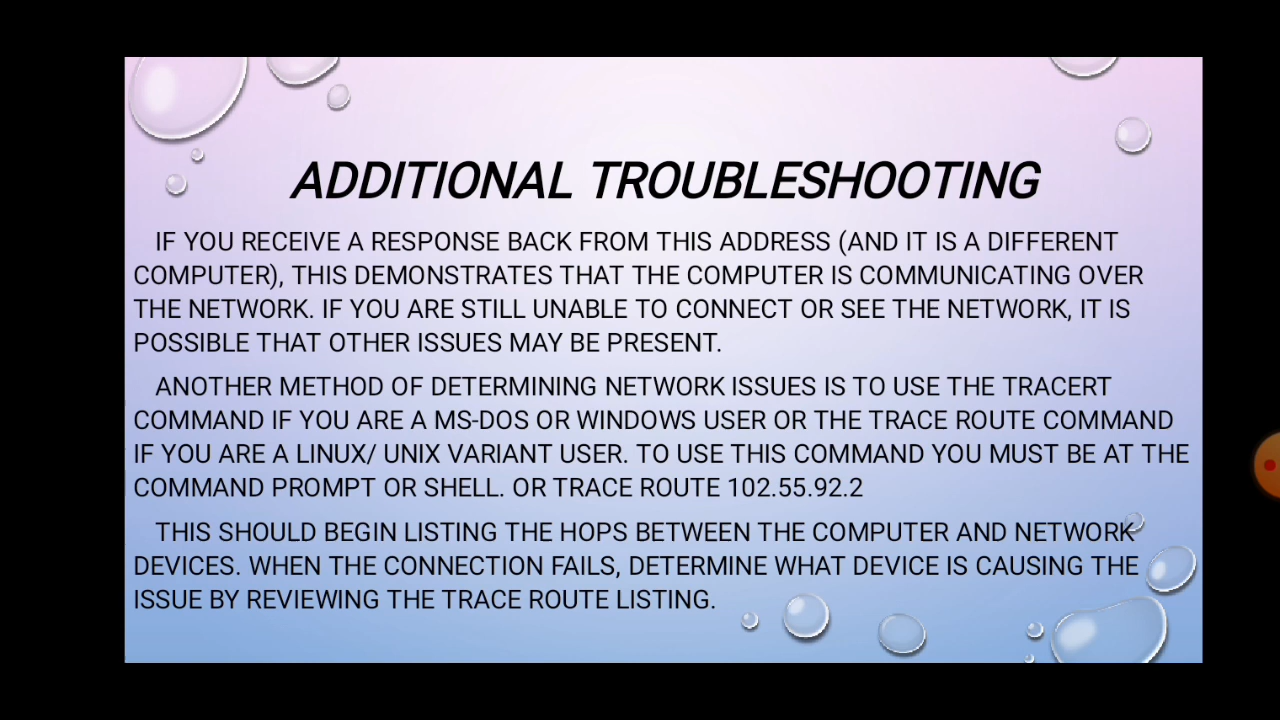 ADDITIONAL TROUBLESHOOTING
IF YOU RECEIVE A RESPONSE BACK FROM THIS ADDRESS (AND IT IS A DIFFERENT
COMPUTER), THIS DEMONSTRATES THAT THE COMPUTER IS COMMUNICATING OVER
THE NETWORK. IF YOU ARE STILL UNABLE TO CONNECT OR SEE THE NETWORK, IT IS
POSSIBLE THAT OTHER ISSUES MAY BE PRESENT.
ANOTHER METHOD OF DETERMINING NETWORK ISSUES IS TO USE THE TRACERT
COMMAND IF YOU ARE A MS-DOS OR WINDOWS USER OR THE TRACE ROUTE COMMAND
IF YOU ARE A LINUX/ UNIX VARIANT USER. TO USE THIS COMMAND YOU MUST BE AT THE
COMMAND PROMPT OR SHELL. OR TRACE ROUTE 102.55.92.2
THIS SHOULD BEGIN LISTING THE HOPS BETWEEN THE COMPUTER AND NETWORK
DEVICES. WHEN THE CONNECTION FAILS, DETERMINE WHAT DEVICE IS CAUSING THE
ISSUE BY REVIEWING THE TRACE ROUTE LISTING.